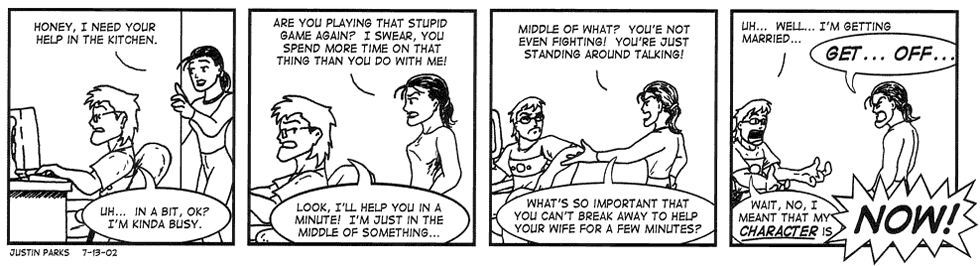 HONEY, I NEED YOUR
HELP IN THE KITCHEN.
UH... IN A BIT, OK?
I'M KINDA BUSY.
ARE YOU PLAYING THAT STUPID
GAME AGAIN? I SWEAR, YOU
SPEND MORE TIME ON THAT
THING THAN YOU DO WITH ME!
LOOK, I'LL HELP YOU IN A
MINUTE! I'M JUST IN THE
MIDDLE OF SOMETHING...
MIDDLE OF WHAT? YOU'E NOT
EVEN FIGHTING! YOU'RE JUST
STANDING AROUND TALKING!
WHAT'S SO IMPORTANT THAT
YOU CAN'T BREAK AWAY TO HELP
YOUR WIFE FOR A FEW MINUTES?
UH... WELL... I'M GETTING
MARRIED...
GET... OFF...
WAIT, NO, I
MEANT THAT MY
CHARACTER IS
NOW!
JUSTIN PARKS 7-13-02